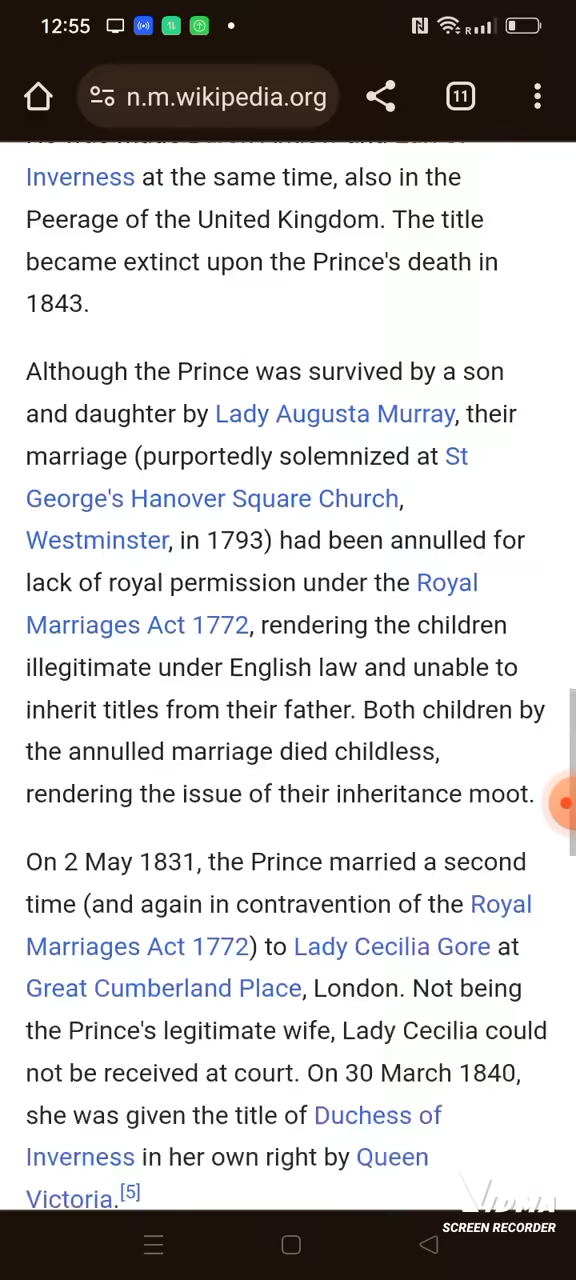 12:55
R
n.m.wikipedia.org
11
Inverness at the same time, also in the
Peerage of the United Kingdom. The title
became extinct upon the Prince's death in
1843.
Although the Prince was survived by a son
and daughter by Lady Augusta Murray, their
marriage (purportedly solemnized at St
George's Hanover Square Church,
Westminster, in 1793) had been annulled for
lack of royal permission under the Royal
Marriages Act 1772, rendering the children
illegitimate under English law and unable to
inherit titles from their father. Both children by
the annulled marriage died childless,
rendering the issue of their inheritance moot.
On 2 May 1831, the Prince married a second
time (and again in contravention of the Royal
Marriages Act 1772) to Lady Cecilia Gore at
Great Cumberland Place, London. Not being
the Prince's legitimate wife, Lady Cecilia could
not be received at court. On 30 March 1840,
she was given the title of Duchess of
Inverness in her own right by Queen
Victoria.[5]
VIDMA
SCREEN RECORDER